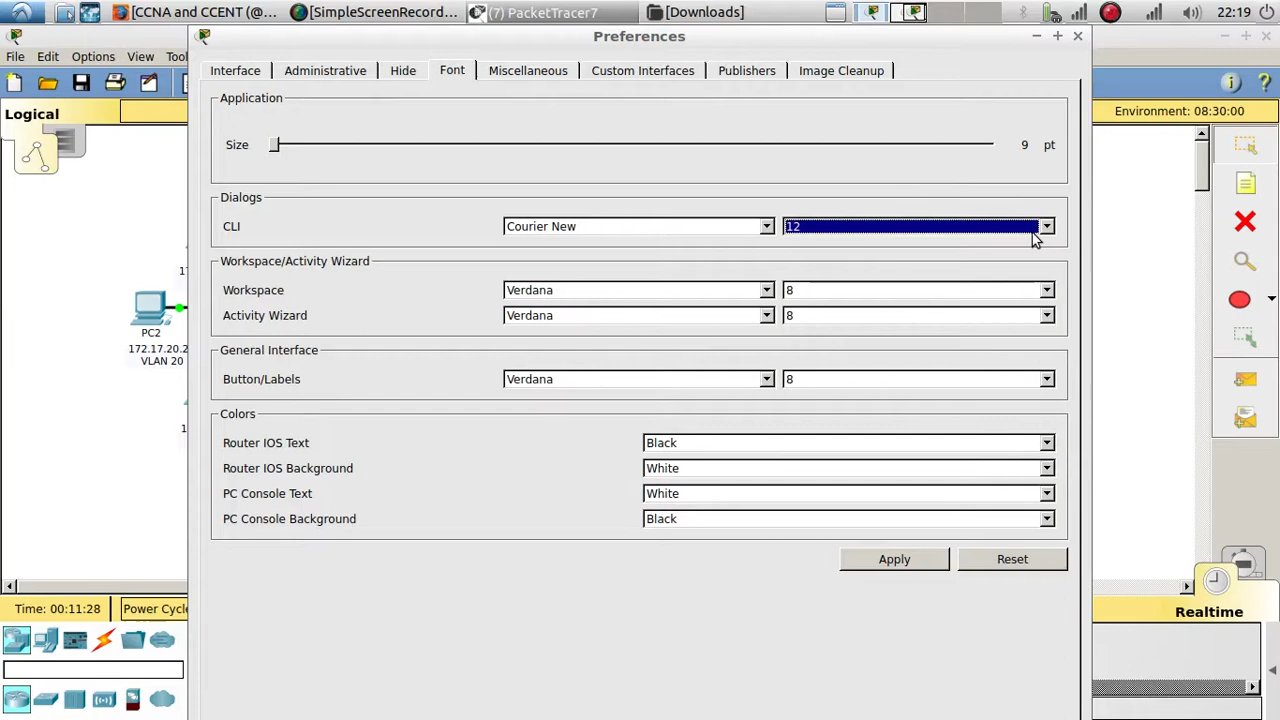 [CCNA and CCENT (@...
[SimpleScreenRecord...
(7) PacketTracer7
[Downloads]
22:19
Preferences
File Edit Options View Too
Interface Administrative Hide Font Miscellaneous Custom Interfaces Publishers Image Cleanup
i ?
Logical
Environment: 08:30:00
Application
Size 9 pt
Dialogs
CLI Courier New 12
Workspace/Activity Wizard
Workspace Verdana 8
Activity Wizard Verdana 8
General Interface
Button/Labels Verdana 8
Colors
Router IOS Text Black
Router IOS Background White
PC Console Text White
PC Console Background Black
Apply Reset
17
PC2
172.17.20.2
VLAN 20
1
Time: 00:11:28 Power Cycle
Realtime